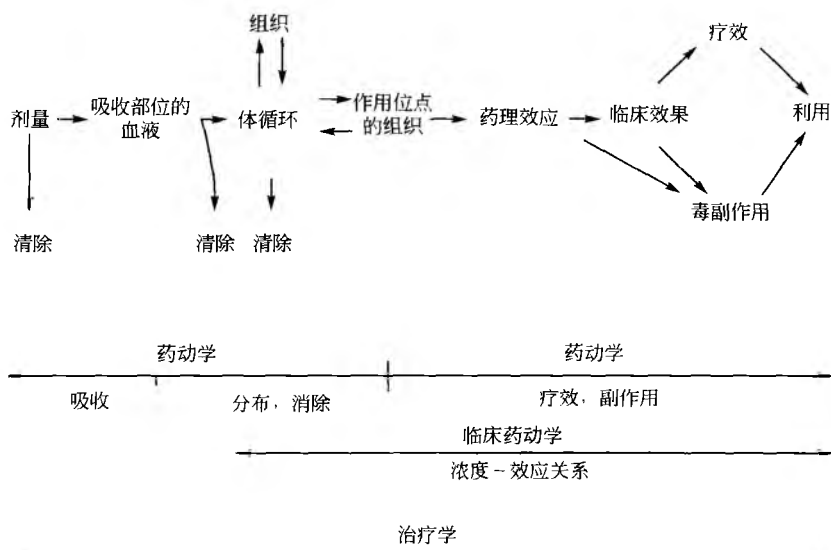 组织
疗效
剂量
吸收部位的
血液
体循环
作用位点
的组织
药理效应
临床效果
利用
毒副作用
清除
清除
清除
药动学
药动学
吸收
分布，消除
疗效，副作用
临床药动学
浓度－效应关系
治疗学